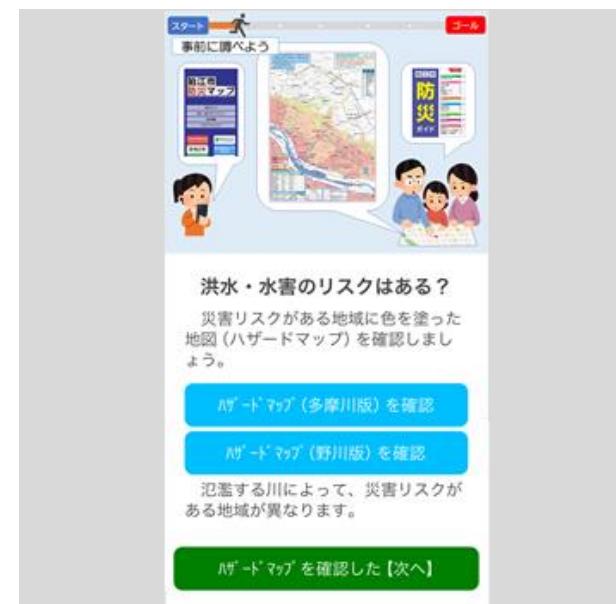 スタート
ゴール
事前に調べよう
狛江市
防災マップ
狛江市
防災
ガイド
洪水・水害のリスクはある？
災害リスクがある地域に色を塗った
地図（ハザードマップ）を確認しまし
ょう。
ﾊｻﾞｰﾄﾞﾏｯﾌﾟ（多摩川版）を確認
ﾊｻﾞｰﾄﾞﾏｯﾌﾟ（野川版）を確認
氾濫する川によって、災害リスクが
ある地域が異なります。
ﾊｻﾞｰﾄﾞﾏｯﾌﾟを確認した【次へ】